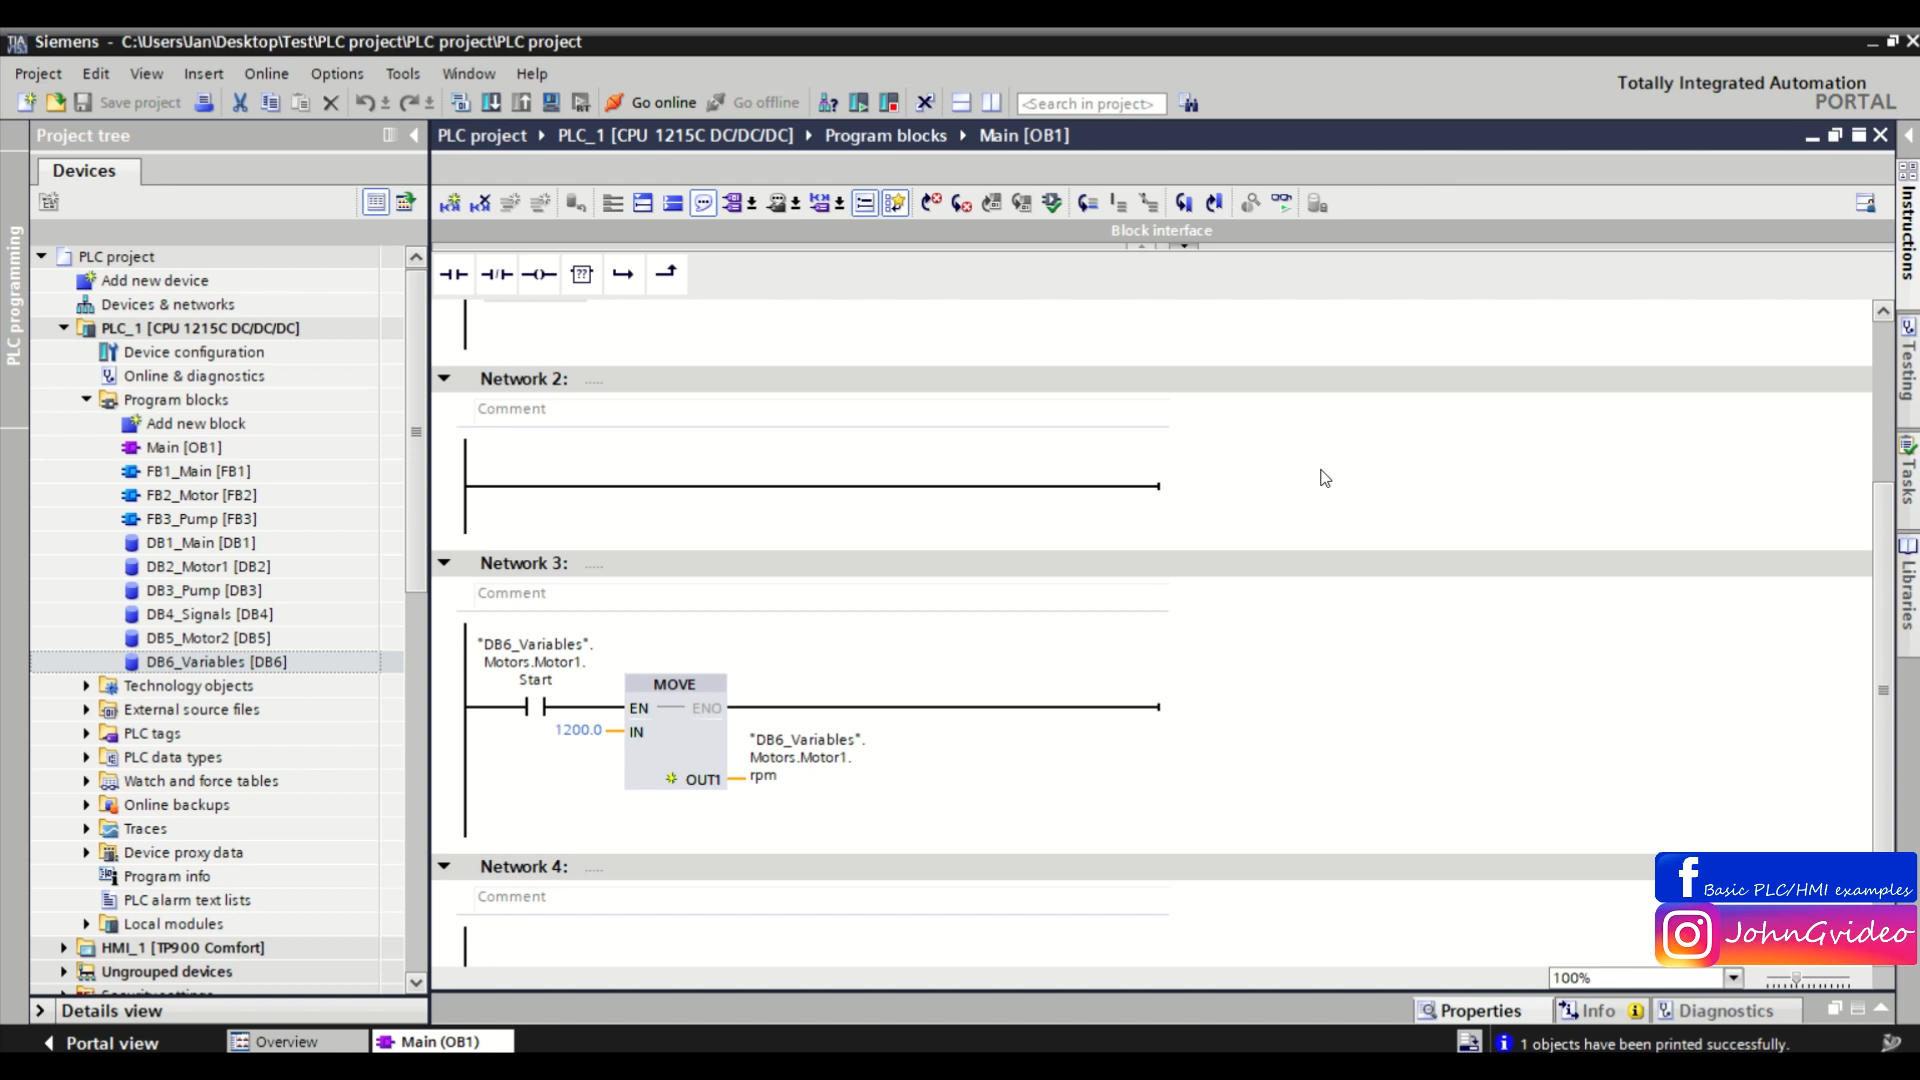 Siemens - C:\Users\Jan\Desktop\Test\PLC project\PLC project\PLC project
Project Edit View Insert Online Options Tools Window Help
Totally Integrated Automation
PORTAL
Save project
Go online
Go offline
<Search in project>
Project tree
PLC project PLC_1 [CPU 1215C DC/DC/DC] Program blocks Main [OB1]
Devices
PLC programming
Block interface
PLC project
Add new device
Devices & networks
PLC_1 [CPU 1215C DC/DC/DC]
Device configuration
Online & diagnostics
Program blocks
Add new block
Main [OB1]
FB1_Main [FB1]
FB2_Motor [FB2]
FB3_Pump [FB3]
DB1_Main [DB1]
DB2_Motor1 [DB2]
DB3_Pump [DB3]
DB4_Signals [DB4]
DB5_Motor2 [DB5]
DB6_Variables [DB6]
Technology objects
External source files
PLC tags
PLC data types
Watch and force tables
Online backups
Traces
Device proxy data
Program info
PLC alarm text lists
Local modules
HMI_1 [TP900 Comfort]
Ungrouped devices
Details view
??
Network 2: .....
Comment
Network 3: .....
Comment
"DB6_Variables".
Motors.Motor1.
Start
MOVE
EN
ENO
1200.0
IN
OUT1
"DB6_Variables".
Motors.Motor1.
rpm
Network 4: .....
Comment
Instructions
Testing
Tasks
Libraries
Basic PLC/HMI examples
JohnGvideo
100%
Properties
Info
Diagnostics
Portal view
Overview
Main (OB1)
1 objects have been printed successfully.